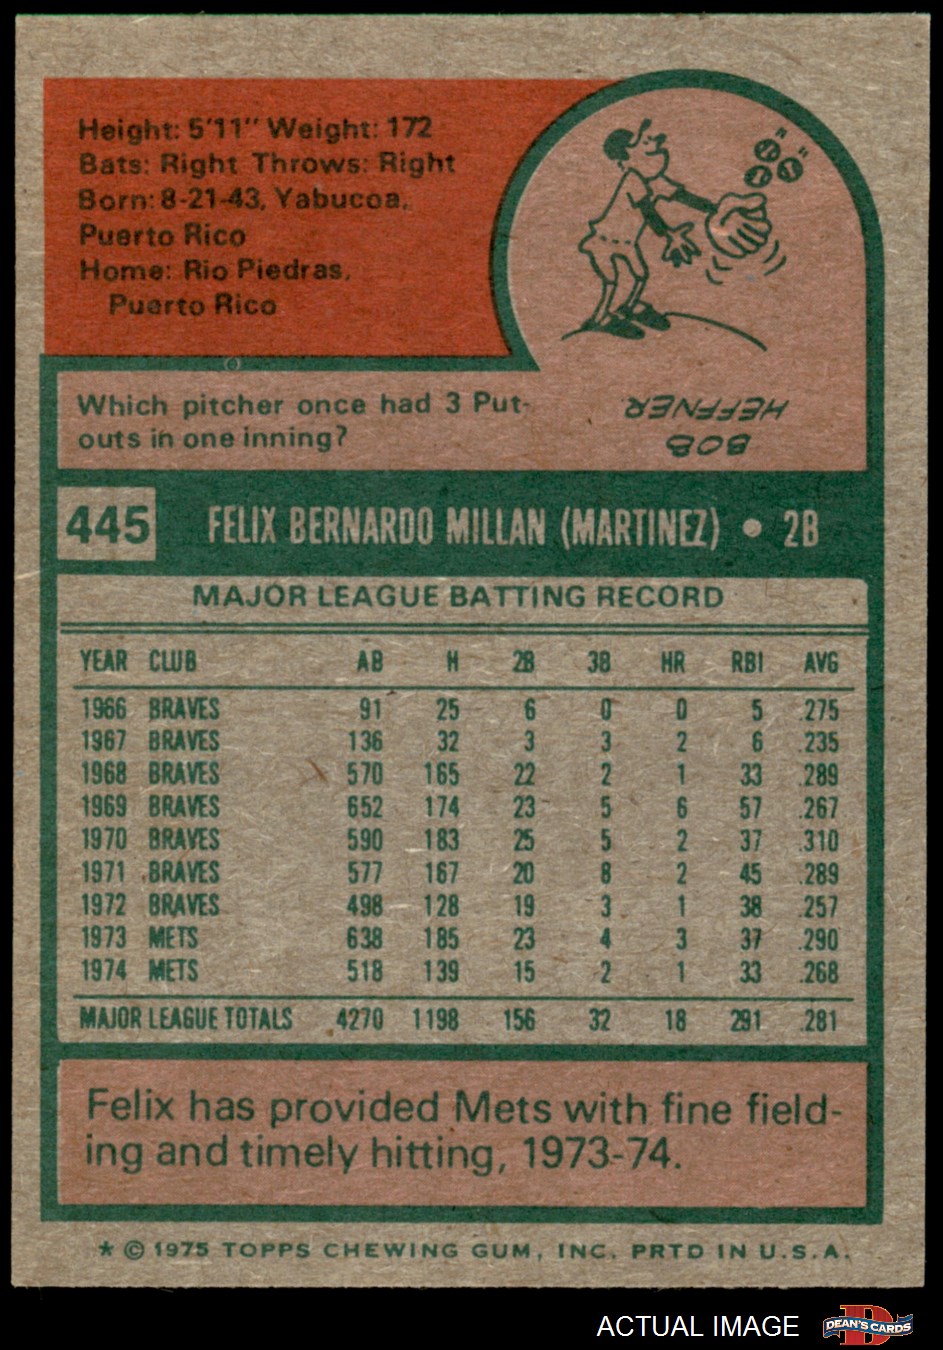 Height: 5'11" Weight: 172
Bats: Right Throws: Right
Born: 8-21-43, Yabucoa,
Puerto Rico
Home: Rio Piedras,
Puerto Rico
Which pitcher once had 3 Put-
outs in one inning?
BOB
HEFFNER.
445 FELIX BERNARDO MILLAN (MARTINEZ) • 2B
MAJOR LEAGUE BATTING RECORD
YEAR CLUB AB H 2B 3B HR RBI AVG
1966 BRAVES 91 25 6 0 0 5 .275
1967 BRAVES 136 32 3 3 2 6 .235
1968 BRAVES 570 165 22 2 1 33 .289
1969 BRAVES 652 174 23 5 6 57 .267
1970 BRAVES 590 183 25 5 2 37 .310
1971 BRAVES 577 167 20 8 2 45 .289
1972 BRAVES 498 128 19 3 1 38 .257
1973 METS 638 185 23 4 3 37 .290
1974 METS 518 139 15 2 1 33 .268
MAJOR LEAGUE TOTALS 4270 1198 156 32 18 291 .281
Felix has provided Mets with fine field-
ing and timely hitting, 1973-74.
* © 1975 TOPPS CHEWING GUM, INC. PRTD IN U.S.A.
ACTUAL IMAGE
D
DEAN'S CARDS